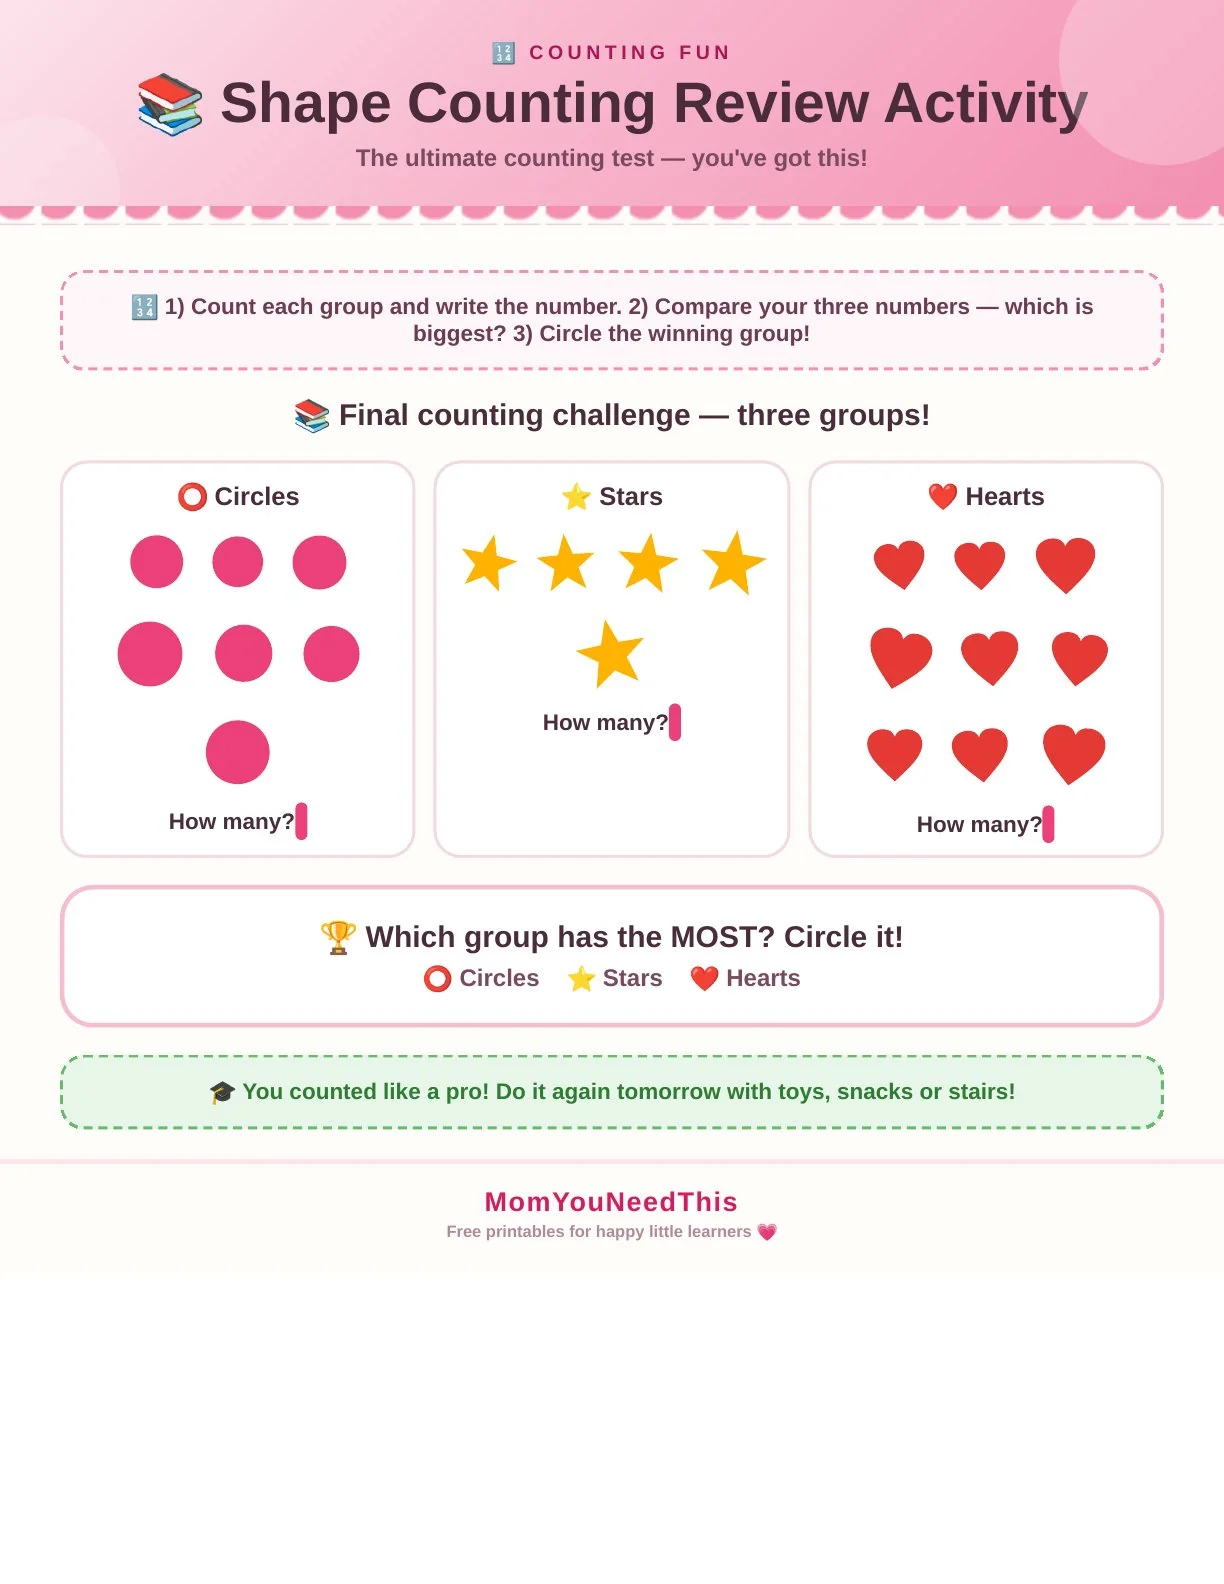 🔢 COUNTING FUN
📚 Shape Counting Review Activity
The ultimate counting test — you've got this!
🔢 1) Count each group and write the number. 2) Compare your three numbers — which is
biggest? 3) Circle the winning group!
📚 Final counting challenge — three groups!
⭕ Circles
How many?
⭐ Stars
How many?
❤️ Hearts
How many?
🏆 Which group has the MOST? Circle it!
⭕ Circles ⭐ Stars ❤️ Hearts
🎓 You counted like a pro! Do it again tomorrow with toys, snacks or stairs!
MomYouNeedThis
Free printables for happy little learners 💗